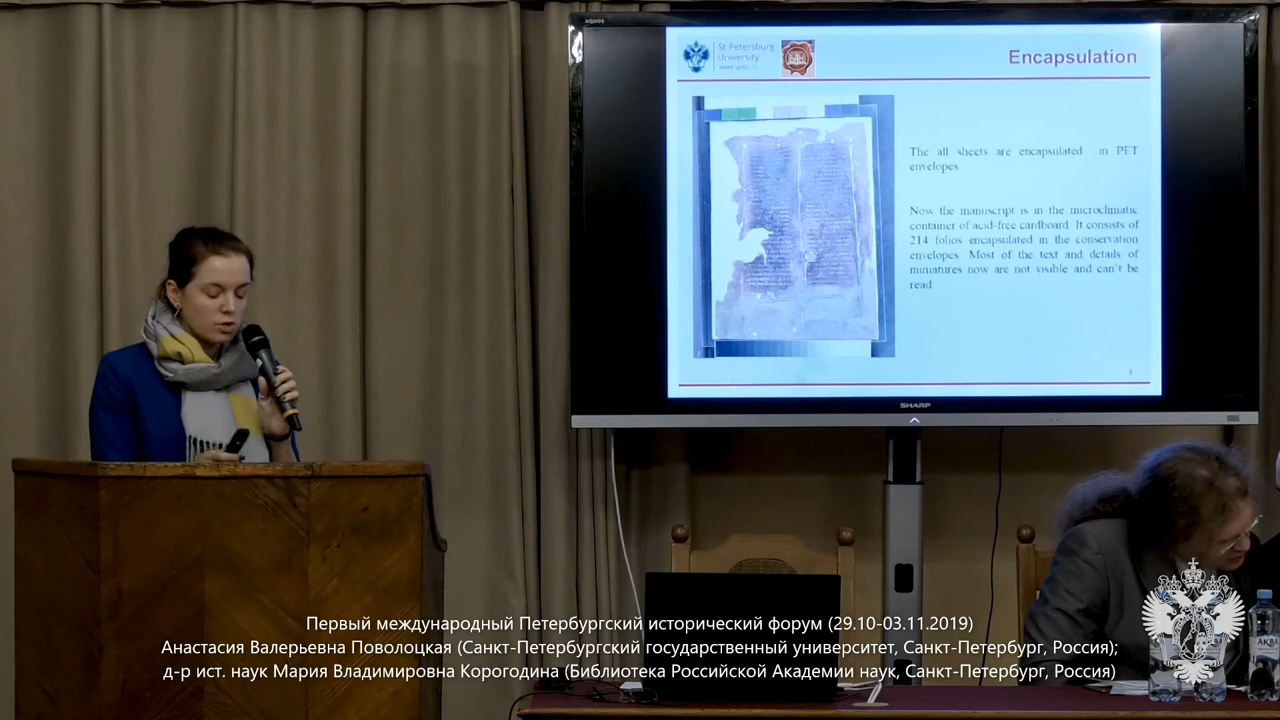 AQUOS
St Petersburg
University
Encapsulation
The all sheets are encapsulated in PET
envelopes
Now the manuscript is in the microclimatic
container of acid-free cardboard. It consists of
214 folios encapsulated in the conservation
envelopes. Most of the text and details of
miniatures now are not visible and can't be
read
SHARP
Первый международный Петербургский исторический форум (29.10-03.11.2019)
Анастасия Валерьевна Поволоцкая (Санкт-Петербургский государственный университет, Санкт-Петербург, Россия);
д-р ист. наук Мария Владимировна Корогодина (Библиотека Российской Академии наук, Санкт-Петербург, Россия)